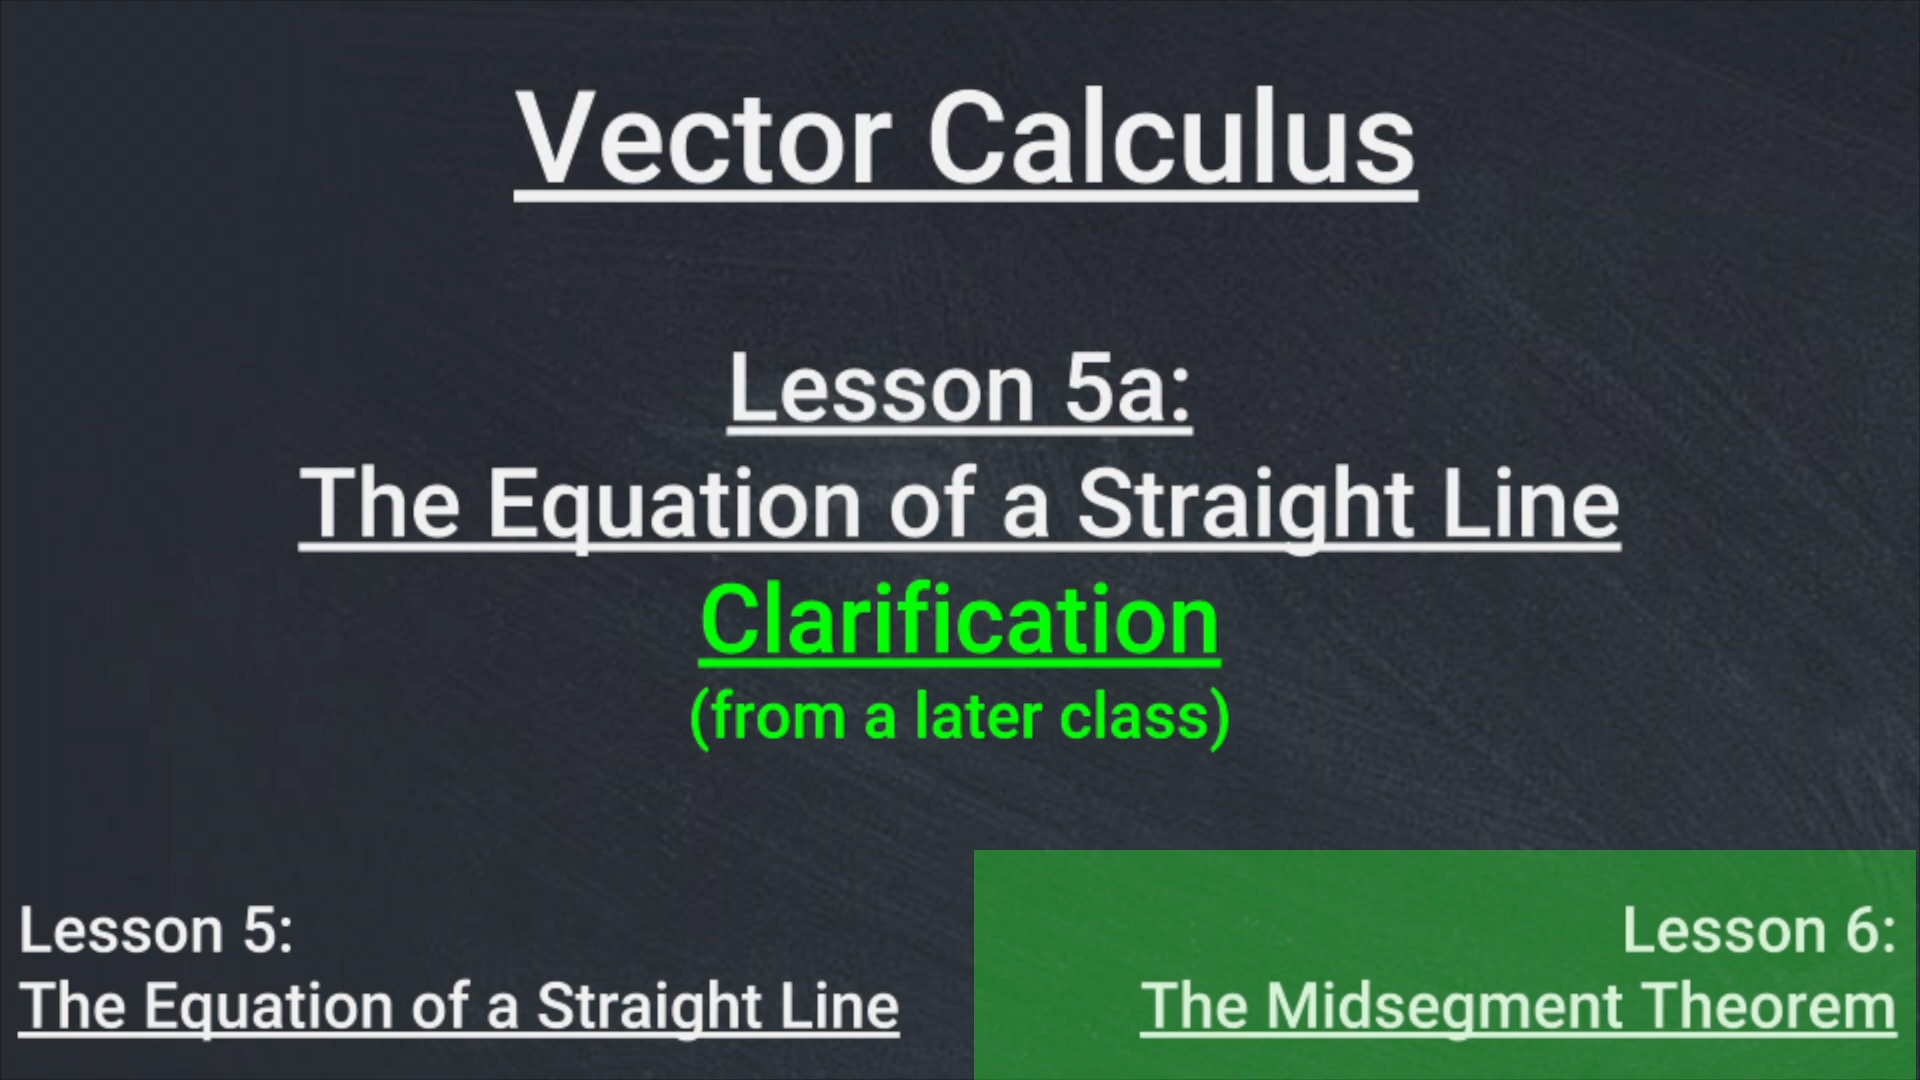 Vector Calculus
Lesson 5a:
The Equation of a Straight Line
Clarification
(from a later class)
Lesson 5:
The Equation of a Straight Line
Lesson 6:
The Midsegment Theorem